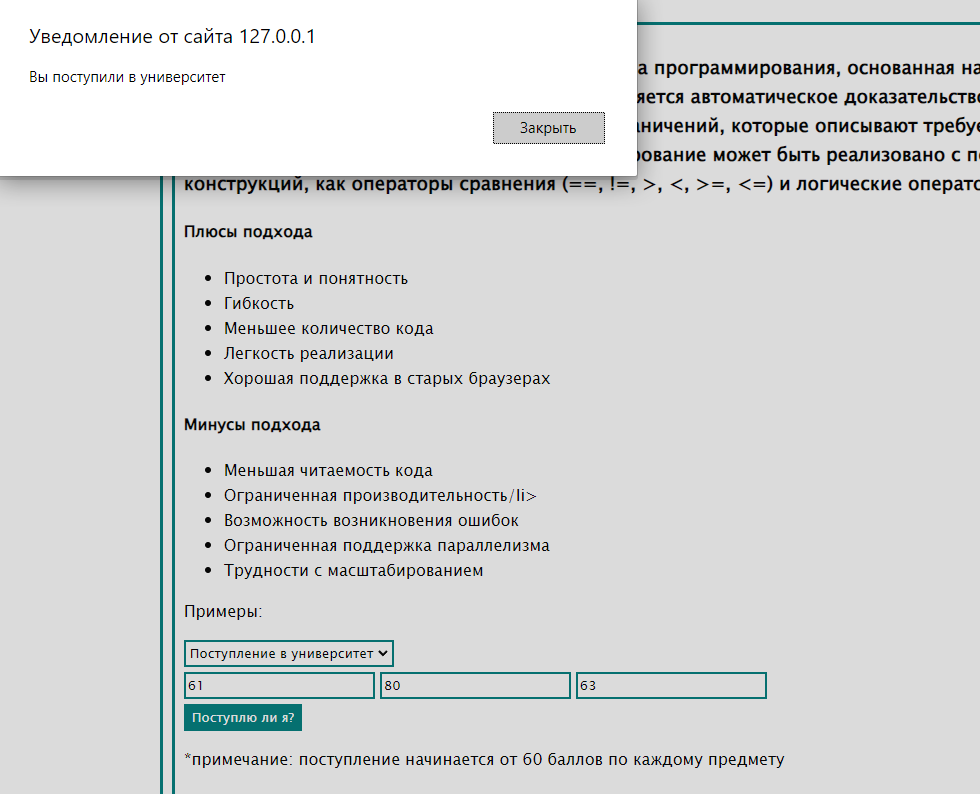 Уведомление от сайта 127.0.0.1
Вы поступили в университет
Закрыть
а программирования, основанная на
яется автоматическое доказательство
аничений, которые описывают требу
рование может быть реализовано с п
конструкций, как операторы сравнения (==, !=, >, <, >=, <=) и логические операто
Плюсы подхода
Простота и понятность
Гибкость
Меньшее количество кода
Легкость реализации
Хорошая поддержка в старых браузерах
Минусы подхода
Меньшая читаемость кода
Ограниченная производительность/li>
Возможность возникновения ошибок
Ограниченная поддержка параллелизма
Трудности с масштабированием
Примеры:
Поступление в университет
61 80 63
Поступлю ли я?
*примечание: поступление начинается от 60 баллов по каждому предмету